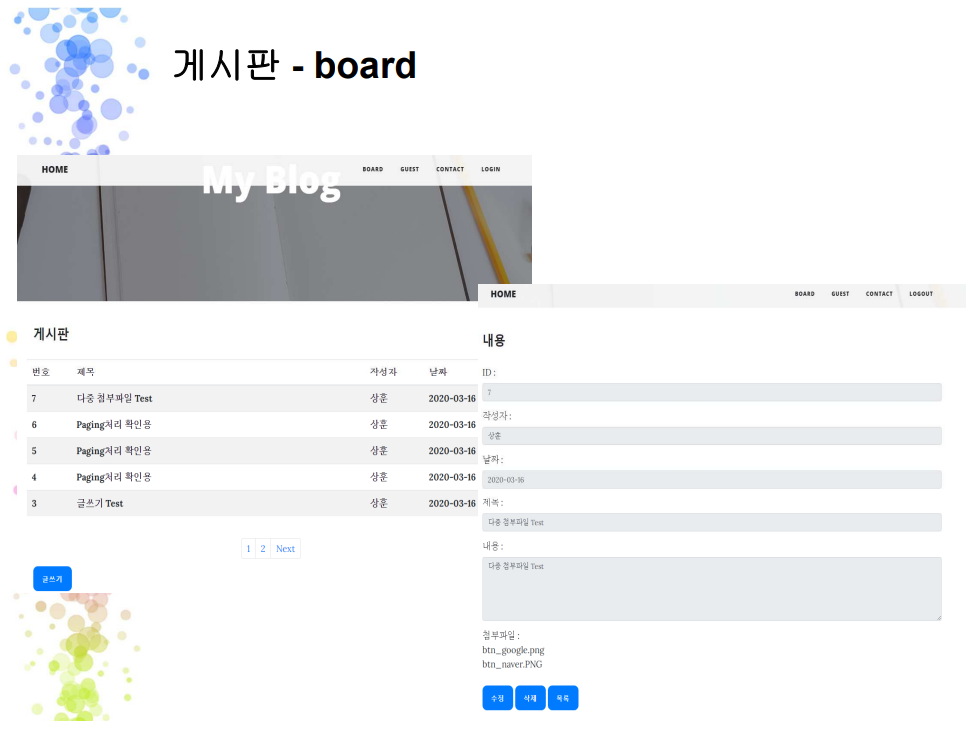 게시판 - board
HOME
My Blog
BOARD GUEST CONTACT LOGIN
게시판
번호 제목 작성자 날짜
7 다중 첨부파일 Test 상훈 2020-03-16
6 Paging처리 확인용 상훈 2020-03-16
5 Paging처리 확인용 상훈 2020-03-16
4 Paging처리 확인용 상훈 2020-03-16
3 글쓰기 Test 상훈 2020-03-16
1 2 Next
글쓰기
HOME BOARD GUEST CONTACT LOGOUT
내용
ID :
7
작성자 :
상훈
날짜 :
2020-03-16
제목 :
다중 첨부파일 Test
내용 :
다중 첨부파일 Test
첨부파일 :
btn_google.png
btn_naver.PNG
수정 삭제 목록